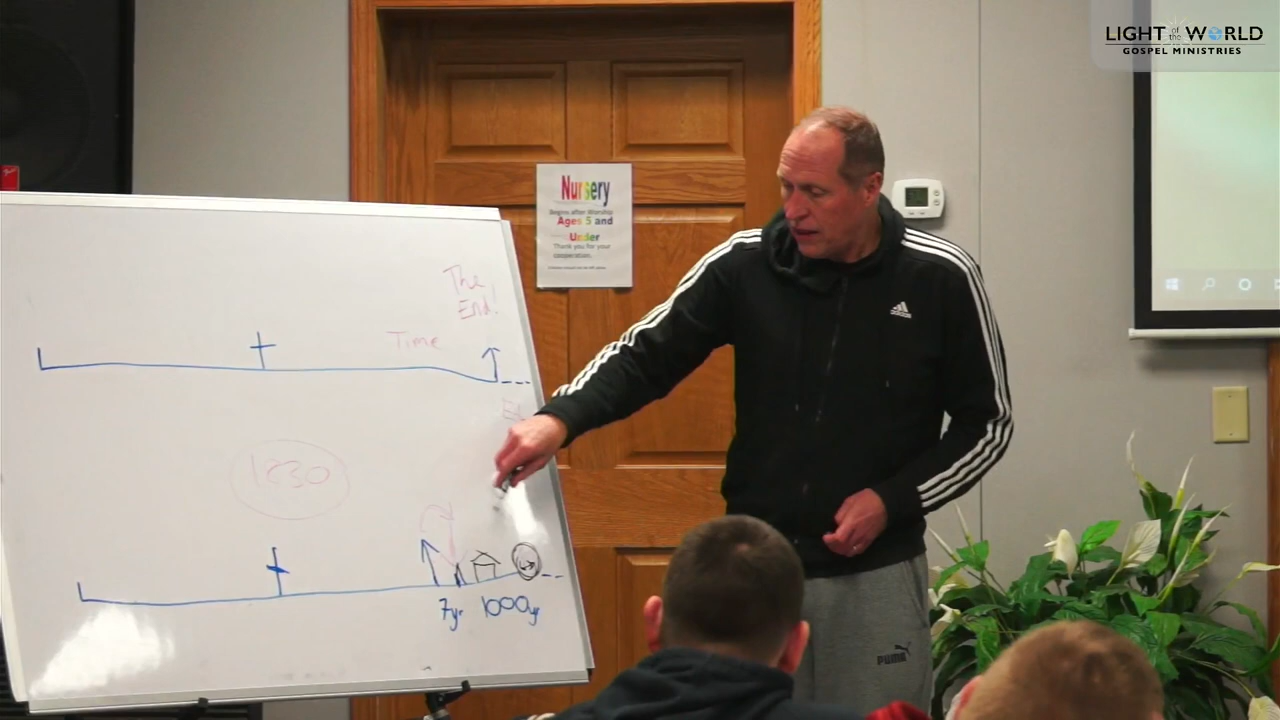 LIGHT of the WORLD
GOSPEL MINISTRIES
Nursery
Begins after Worship
Ages 5 and
Under
Thank you for your
cooperation.
The
End!
Time
1830
7yr 1000yr
adidas
PUMA